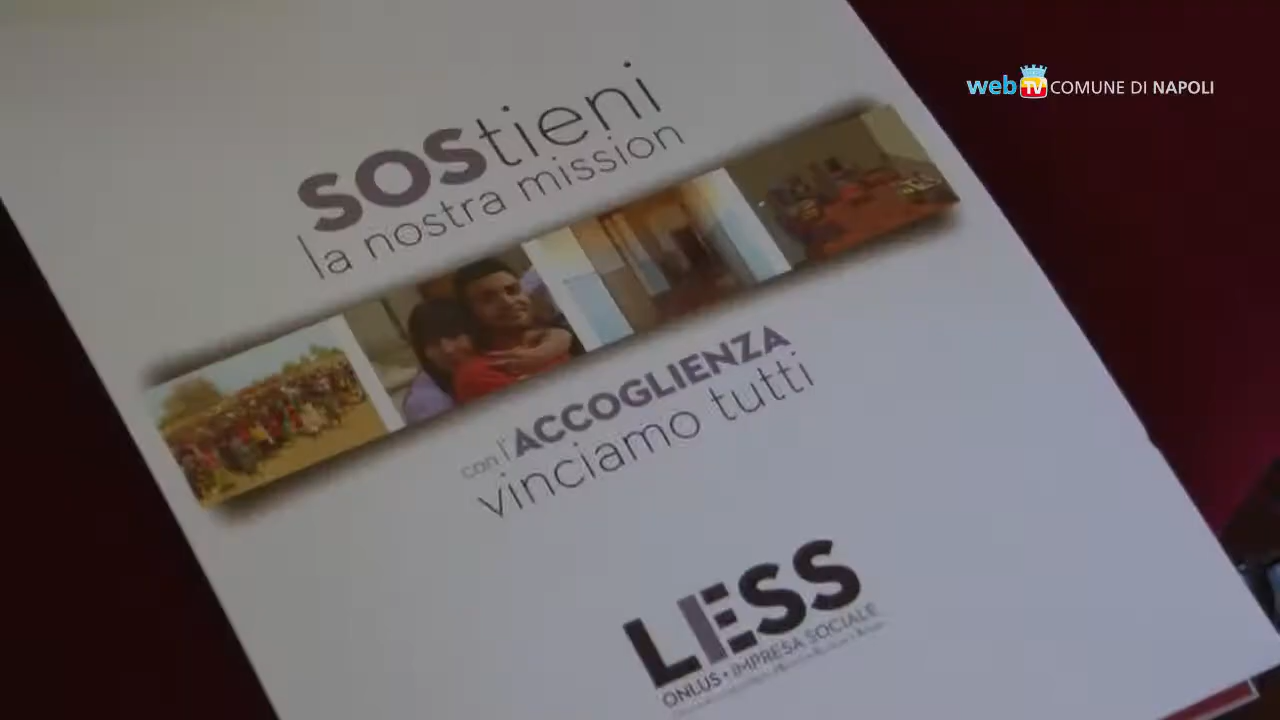 web TV COMUNE DI NAPOLI
SOStieni
la nostra mission
con l'ACCOGLIENZA
vinciamo tutti
LESS
ONLUS • IMPRESA SOCIALE